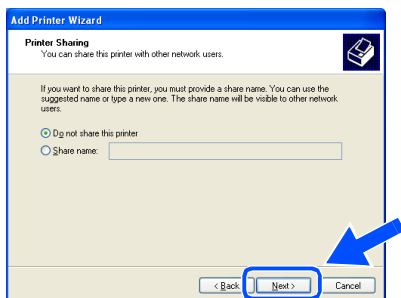 Add Printer Wizard
Printer Sharing
You can share this printer with other network users.
If you want to share this printer, you must provide a share name. You can use the
suggested name or type a new one. The share name will be visible to other network
users.
Do not share this printer
Share name:
< Back Next > Cancel